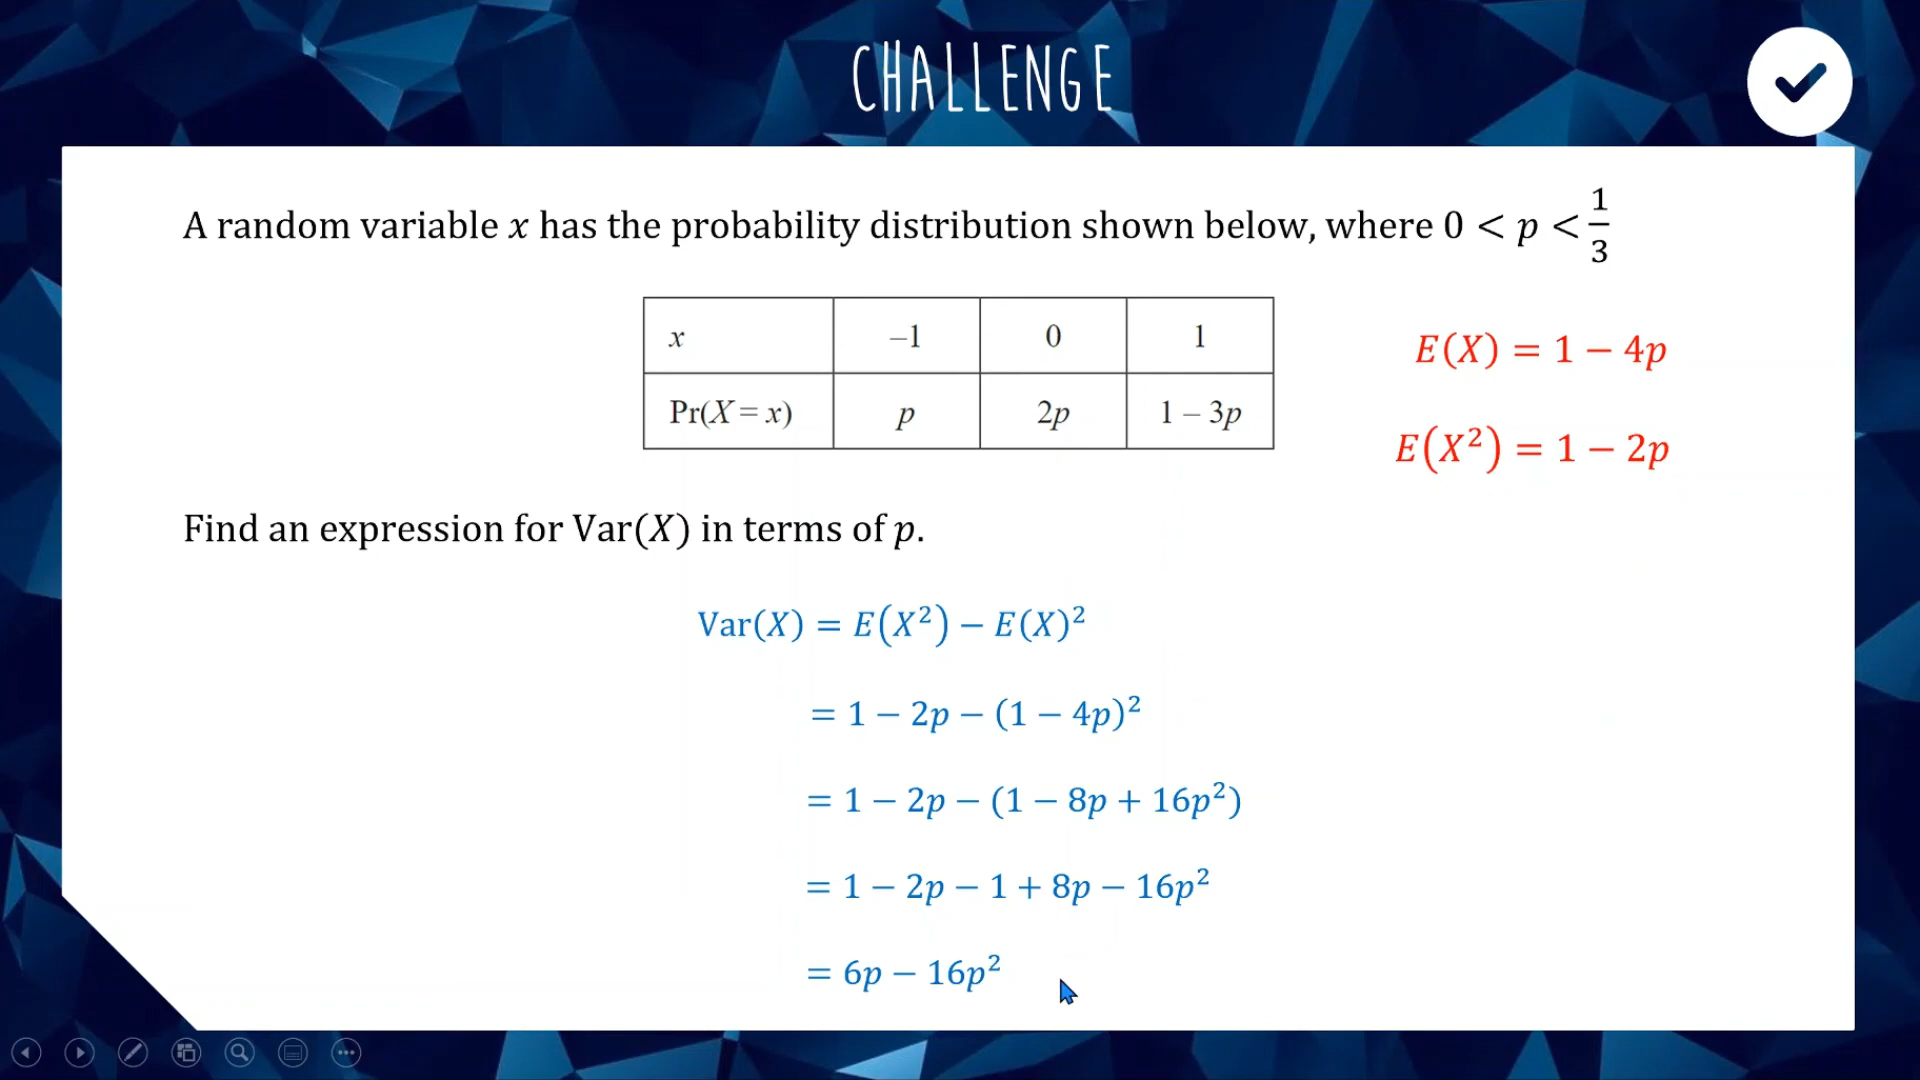 CHALLENGE
A random variable x has the probability distribution shown below, where 0 < p < 1/3
x –1 0 1
Pr(X = x) p 2p 1 – 3p
E(X) = 1 − 4p
E(X²) = 1 − 2p
Find an expression for Var(X) in terms of p.
Var(X) = E(X²) − E(X)²
= 1 − 2p − (1 − 4p)²
= 1 − 2p − (1 − 8p + 16p²)
= 1 − 2p − 1 + 8p − 16p²
= 6p − 16p²